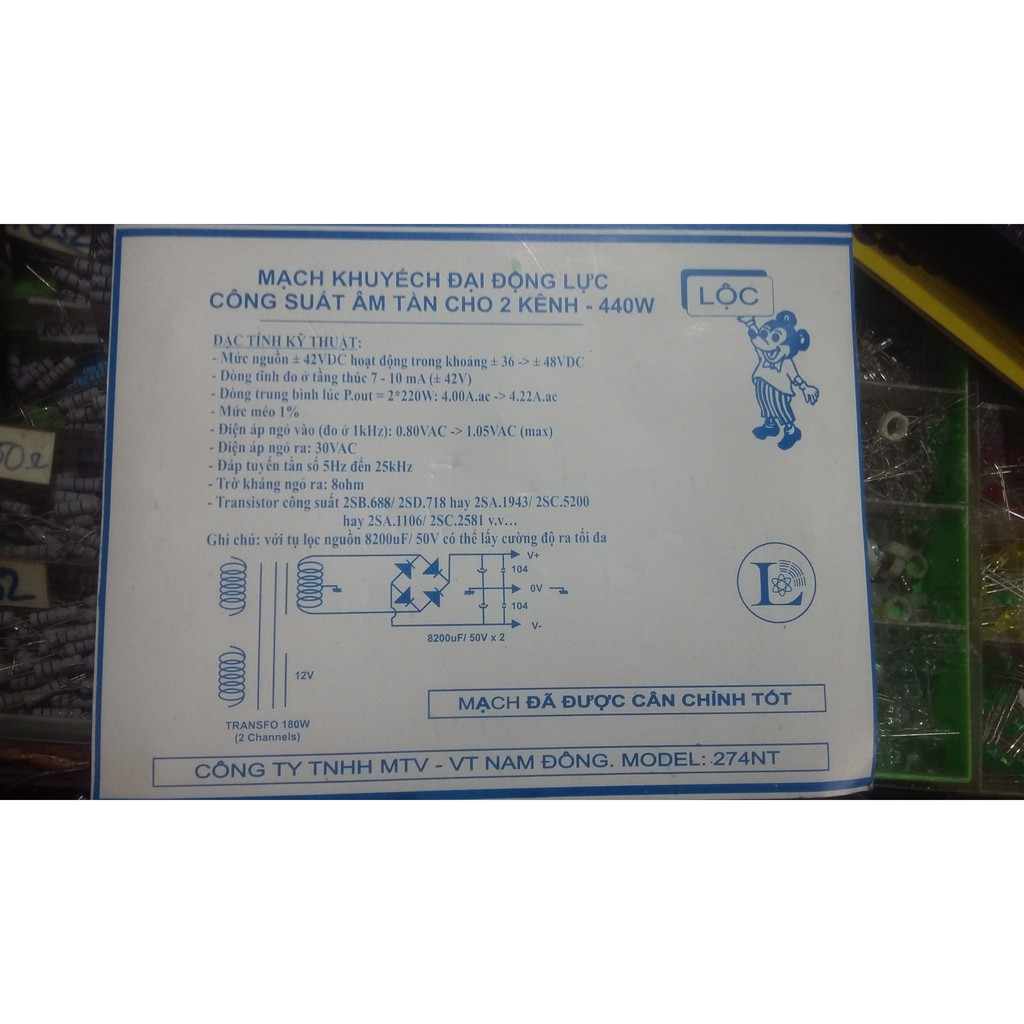 MẠCH KHUYẾCH ĐẠI ĐỘNG LỰC
CÔNG SUẤT ÂM TẦN CHO 2 KÊNH - 440W
LỘC
ĐẶC TÍNH KỸ THUẬT:
- Mức nguồn ± 42VDC hoạt động trong khoảng ± 36 -> ± 48VDC
- Dòng tĩnh đo ở tầng thúc 7 - 10 mA (± 42V)
- Dòng trung bình lúc P.out = 2*220W: 4.00A.ac -> 4.22A.ac
- Mức méo 1%
- Điện áp ngỏ vào (đo ở 1kHz): 0.80VAC -> 1.05VAC (max)
- Điện áp ngỏ ra: 30VAC
- Đáp tuyến tần số 5Hz đến 25kHz
- Trở kháng ngỏ ra: 8ohm
- Transistor công suất 2SB.688/ 2SD.718 hay 2SA.1943/ 2SC.5200
hay 2SA.1106/ 2SC.2581 v.v...
Ghi chú: với tụ lọc nguồn 8200uF/ 50V có thể lấy cường độ ra tối đa
V+
104
0V
104
V-
8200uF/ 50V x 2
12V
TRANSFO 180W
(2 Channels)
L
MẠCH ĐÃ ĐƯỢC CÂN CHỈNH TỐT
CÔNG TY TNHH MTV - VT NAM ĐÔNG. MODEL: 274NT